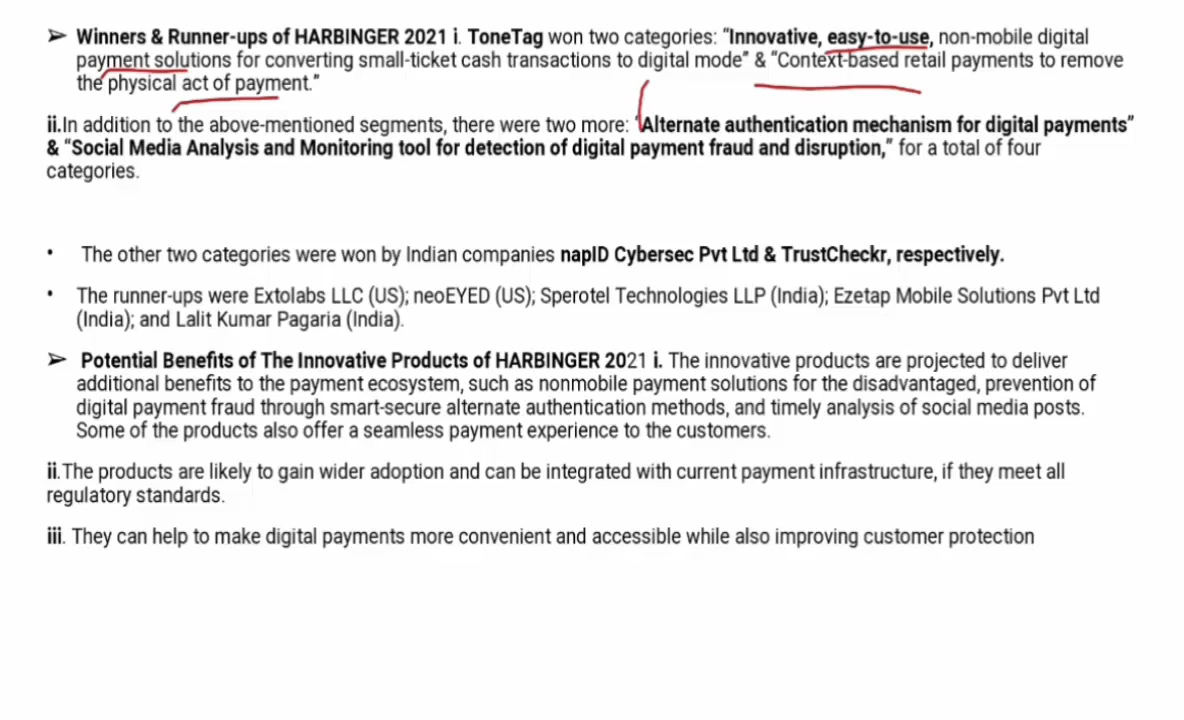 ➢ Winners & Runner-ups of HARBINGER 2021 i. ToneTag won two categories: “Innovative, easy-to-use, non-mobile digital
payment solutions for converting small-ticket cash transactions to digital mode” & “Context-based retail payments to remove
the physical act of payment.”
ii.In addition to the above-mentioned segments, there were two more: “Alternate authentication mechanism for digital payments”
& “Social Media Analysis and Monitoring tool for detection of digital payment fraud and disruption,” for a total of four
categories.
• The other two categories were won by Indian companies napID Cybersec Pvt Ltd & TrustCheckr, respectively.
• The runner-ups were Extolabs LLC (US); neoEYED (US); Sperotel Technologies LLP (India); Ezetap Mobile Solutions Pvt Ltd
(India); and Lalit Kumar Pagaria (India).
➢ Potential Benefits of The Innovative Products of HARBINGER 2021 i. The innovative products are projected to deliver
additional benefits to the payment ecosystem, such as nonmobile payment solutions for the disadvantaged, prevention of
digital payment fraud through smart-secure alternate authentication methods, and timely analysis of social media posts.
Some of the products also offer a seamless payment experience to the customers.
ii.The products are likely to gain wider adoption and can be integrated with current payment infrastructure, if they meet all
regulatory standards.
iii. They can help to make digital payments more convenient and accessible while also improving customer protection